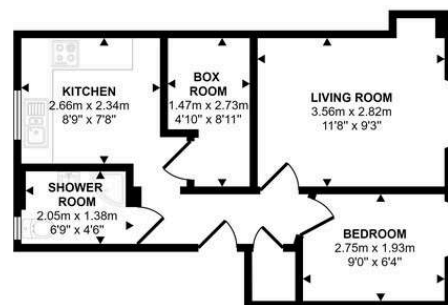 KITCHEN
2.66m x 2.34m
8'9" x 7'8"
BOX
ROOM
1.47m x 2.73m
4'10" x 8'11"
LIVING ROOM
3.56m x 2.82m
11'8" x 9'3"
SHOWER
ROOM
2.05m x 1.38m
6'9" x 4'6"
BEDROOM
2.75m x 1.93m
9'0" x 6'4"